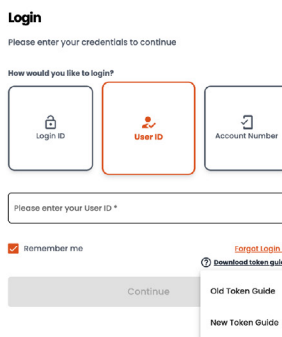 Login
Please enter your credentials to continue
How would you like to login?
Login ID
User ID
Account Number
Please enter your User ID *
Remember me
Forgot Login
Download token
Continue
Old Token Guide
New Token Guide